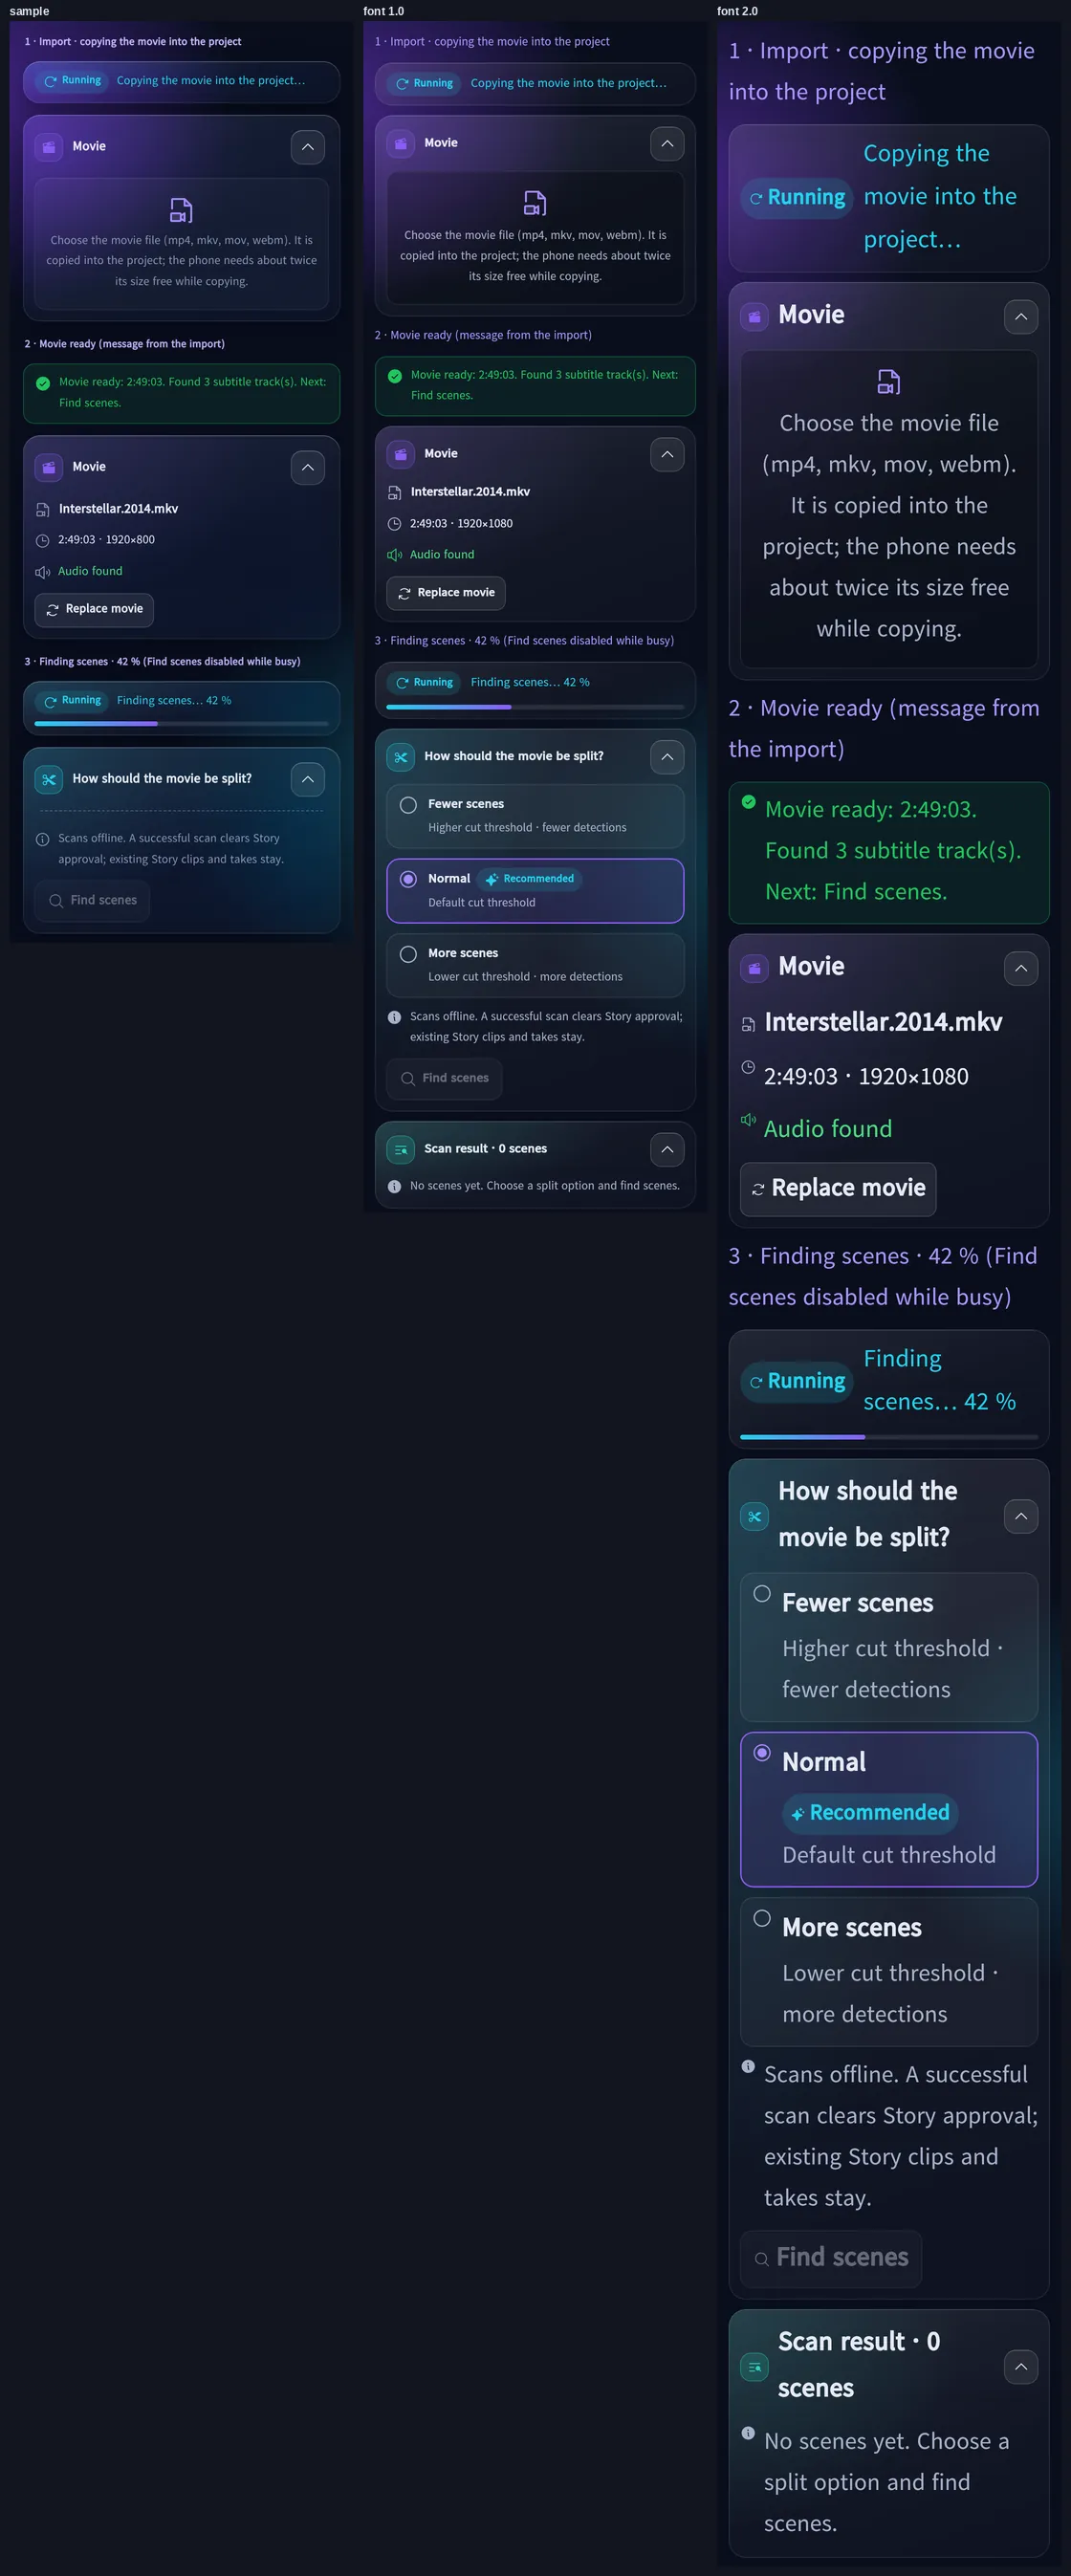 sample
1 · Import · copying the movie into the project
Running Copying the movie into the project…
Movie
Choose the movie file (mp4, mkv, mov, webm). It is
copied into the project; the phone needs about twice
its size free while copying.
2 · Movie ready (message from the import)
Movie ready: 2:49:03. Found 3 subtitle track(s). Next:
Find scenes.
Movie
Interstellar.2014.mkv
2:49:03 · 1920×800
Audio found
Replace movie
3 · Finding scenes · 42 % (Find scenes disabled while busy)
Running Finding scenes… 42 %
How should the movie be split?
Scans offline. A successful scan clears Story
approval; existing Story clips and takes stay.
Find scenes
font 1.0
1 · Import · copying the movie into the project
Running Copying the movie into the project…
Movie
Choose the movie file (mp4, mkv, mov, webm). It is
copied into the project; the phone needs about twice
its size free while copying.
2 · Movie ready (message from the import)
Movie ready: 2:49:03. Found 3 subtitle track(s). Next:
Find scenes.
Movie
Interstellar.2014.mkv
2:49:03 · 1920×1080
Audio found
Replace movie
3 · Finding scenes · 42 % (Find scenes disabled while busy)
Running Finding scenes… 42 %
How should the movie be split?
Fewer scenes
Higher cut threshold · fewer detections
Normal Recommended
Default cut threshold
More scenes
Lower cut threshold · more detections
Scans offline. A successful scan clears Story approval;
existing Story clips and takes stay.
Find scenes
Scan result · 0 scenes
No scenes yet. Choose a split option and find scenes.
font 2.0
1 · Import · copying the movie
into the project
Running
Copying the
movie into the
project…
Movie
Choose the movie file
(mp4, mkv, mov, webm).
It is copied into the
project; the phone needs
about twice its size free
while copying.
2 · Movie ready (message from
the import)
Movie ready: 2:49:03.
Found 3 subtitle track(s).
Next: Find scenes.
Movie
Interstellar.2014.mkv
2:49:03 · 1920×1080
Audio found
Replace movie
3 · Finding scenes · 42 % (Find
scenes disabled while busy)
Running
Finding
scenes… 42 %
How should the
movie be split?
Fewer scenes
Higher cut threshold ·
fewer detections
Normal
Recommended
Default cut threshold
More scenes
Lower cut threshold ·
more detections
Scans offline. A successful
scan clears Story approval;
existing Story clips and
takes stay.
Find scenes
Scan result · 0
scenes
No scenes yet. Choose a
split option and find
scenes.